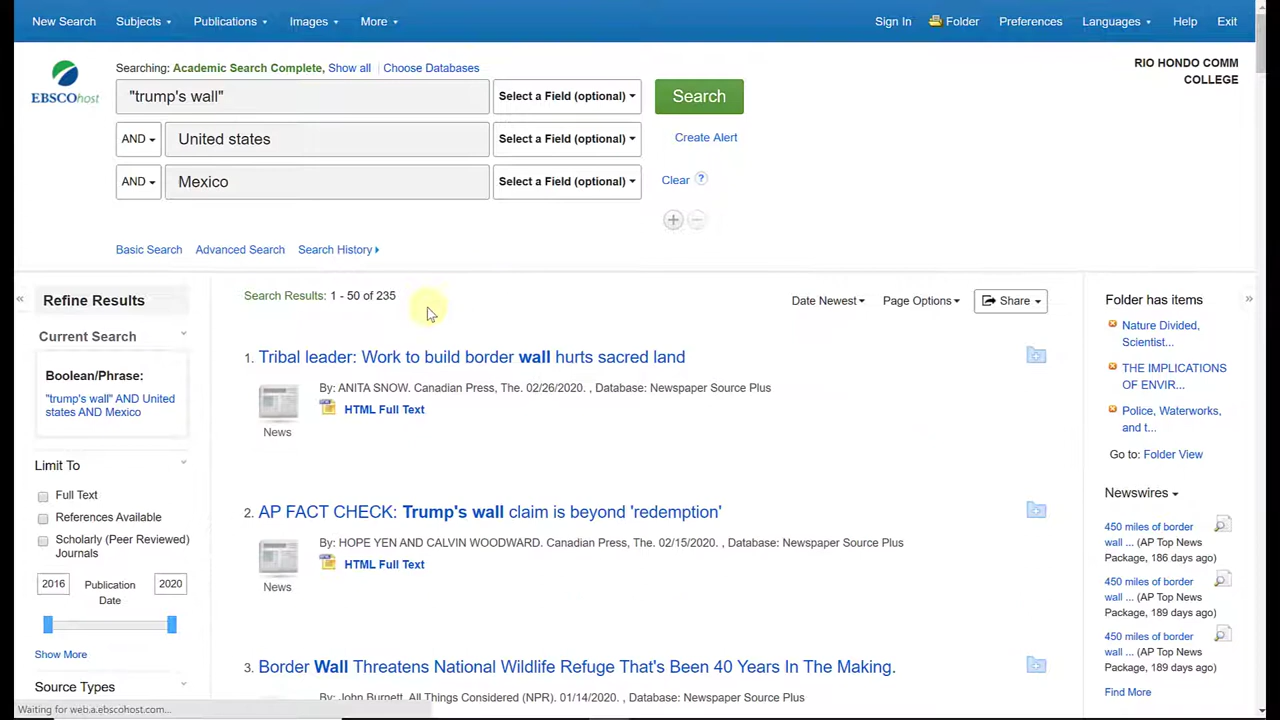 New Search Subjects Publications Images More Sign In Folder Preferences Languages Help Exit
Searching: Academic Search Complete, Show all Choose Databases
RIO HONDO COMM
COLLEGE
EBSCOhost
"trump's wall" Select a Field (optional) Search
AND United states Select a Field (optional) Create Alert
AND Mexico Select a Field (optional) Clear ?
Basic Search Advanced Search Search History
Refine Results
Current Search
Boolean/Phrase:
"trump's wall" AND United
states AND Mexico
Limit To
Full Text
References Available
Scholarly (Peer Reviewed)
Journals
2016 Publication 2020
Date
Show More
Source Types
Search Results: 1 - 50 of 235 Date Newest Page Options Share
1. Tribal leader: Work to build border wall hurts sacred land
By: ANITA SNOW. Canadian Press, The. 02/26/2020. , Database: Newspaper Source Plus
HTML Full Text
News
2. AP FACT CHECK: Trump's wall claim is beyond 'redemption'
By: HOPE YEN AND CALVIN WOODWARD. Canadian Press, The. 02/15/2020. , Database: Newspaper Source Plus
HTML Full Text
News
3. Border Wall Threatens National Wildlife Refuge That's Been 40 Years In The Making.
By: John Burnett. All Things Considered (NPR). 01/14/2020. , Database: Newspaper Source Plus
Folder has items
Nature Divided,
Scientist...
THE IMPLICATIONS
OF ENVIR...
Police, Waterworks,
and t...
Go to: Folder View
Newswires
450 miles of border
wall ... (AP Top News
Package, 186 days ago)
450 miles of border
wall ... (AP Top News
Package, 189 days ago)
450 miles of border
wall ... (AP Top News
Package, 189 days ago)
Find More
Waiting for web.a.ebscohost.com...